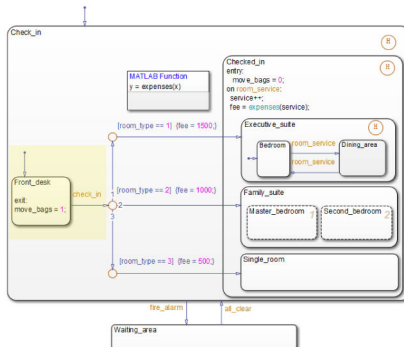 Check_in
H
H
Checked_in
entry:
move_bags = 0;
on room_service:
service++;
fee = expenses(service);
MATLAB Function
y = expenses(x)
[room_type == 1] {fee = 1500;}
Executive_suite
H
Bedroom
room_service
Dining_area
room_service
Front_desk
exit:
move_bags = 1;
check_in
1
2
3
[room_type == 2] {fee = 1000;}
Family_suite
Master_bedroom
1
Second_bedroom
2
[room_type == 3] {fee = 500;}
Single_room
fire_alarm
all_clear
Waiting_area